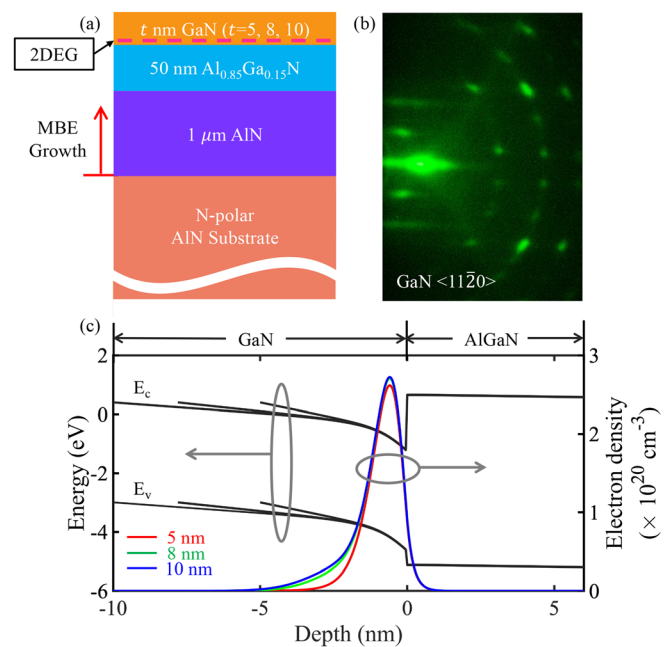 (a)
t nm GaN (t=5, 8, 10)
2DEG
50 nm Al0.85Ga0.15N
MBE
Growth
1 μm AlN
N-polar
AlN Substrate
(b)
GaN <112̄0>
(c)
GaN
AlGaN
Energy (eV)
2
0
-2
-4
-6
Ec
Ev
5 nm
8 nm
10 nm
3
2
1
0
Electron density
(× 10²⁰ cm⁻³)
-10
-5
0
5
Depth (nm)